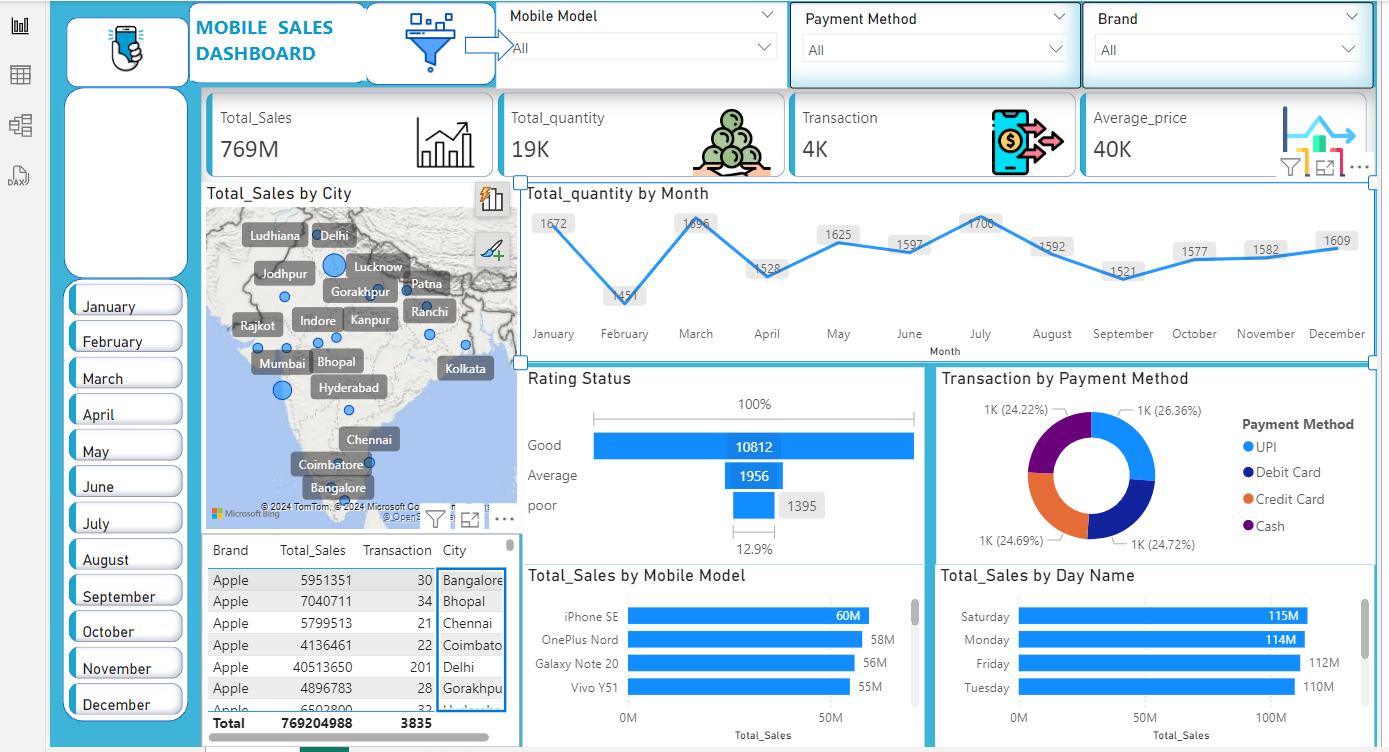 MOBILE SALES
DASHBOARD
Mobile Model
All
Payment Method
All
Brand
All
DAX
Total_Sales
769M
Total_quantity
19K
Transaction
4K
Average_price
40K
January
February
March
April
May
June
July
August
September
October
November
December
Total_Sales by City
Ludhiana
Delhi
Jodhpur
Lucknow
Gorakhpur
Patna
Rajkot
Indore
Kanpur
Ranchi
Mumbai
Bhopal
Kolkata
Hyderabad
Chennai
Coimbatore
Bangalore
© 2024 TomTom, © 2024 Microsoft Co
Microsoft Bing
Total_quantity by Month
1672
1451
1696
1528
1625
1597
1700
1592
1521
1577
1582
1609
January February March April May June July August September October November December
Month
Rating Status
100%
Good 10812
Average 1956
poor 1395
12.9%
Transaction by Payment Method
1K (24.22%)
1K (26.36%)
1K (24.69%)
1K (24.72%)
Payment Method
UPI
Debit Card
Credit Card
Cash
Brand Total_Sales Transaction City
Apple 5951351 30 Bangalore
Apple 7040711 34 Bhopal
Apple 5799513 21 Chennai
Apple 4136461 22 Coimbato
Apple 40513650 201 Delhi
Apple 4896783 28 Gorakhpu
Apple 6502800 32
Total 769204988 3835
Total_Sales by Mobile Model
iPhone SE 60M
OnePlus Nord 58M
Galaxy Note 20 56M
Vivo Y51 55M
0M 50M
Total_Sales
Total_Sales by Day Name
Saturday 115M
Monday 114M
Friday 112M
Tuesday 110M
0M 50M 100M
Total_Sales